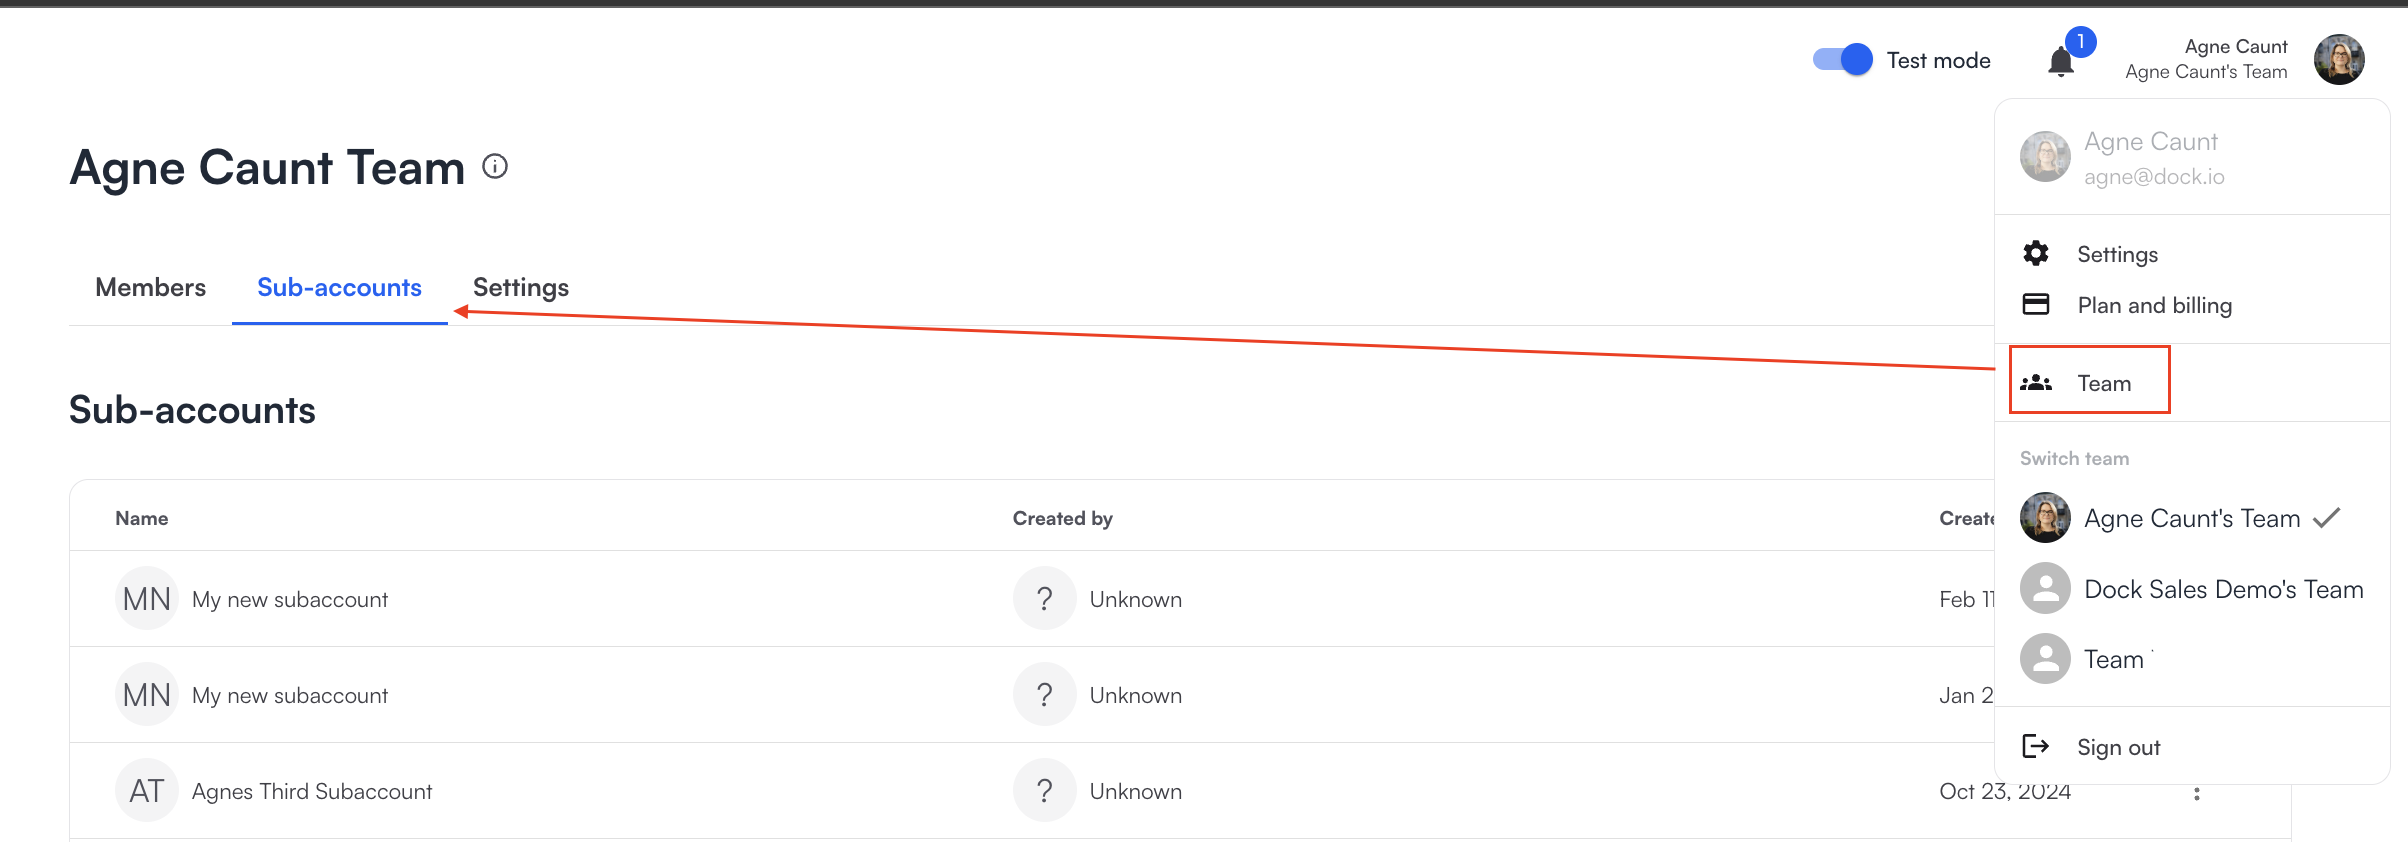 Test mode
1
Agne Caunt
Agne Caunt's Team
Agne Caunt Team
Members
Sub-accounts
Settings
Sub-accounts
Name
Created by
MN
My new subaccount
?
Unknown
Feb 11
MN
My new subaccount
?
Unknown
Jan 2
AT
Agnes Third Subaccount
?
Unknown
Oct 23, 2024
Agne Caunt
agne@dock.io
Settings
Plan and billing
Team
Switch team
Agne Caunt's Team
Dock Sales Demo's Team
Team
Sign out